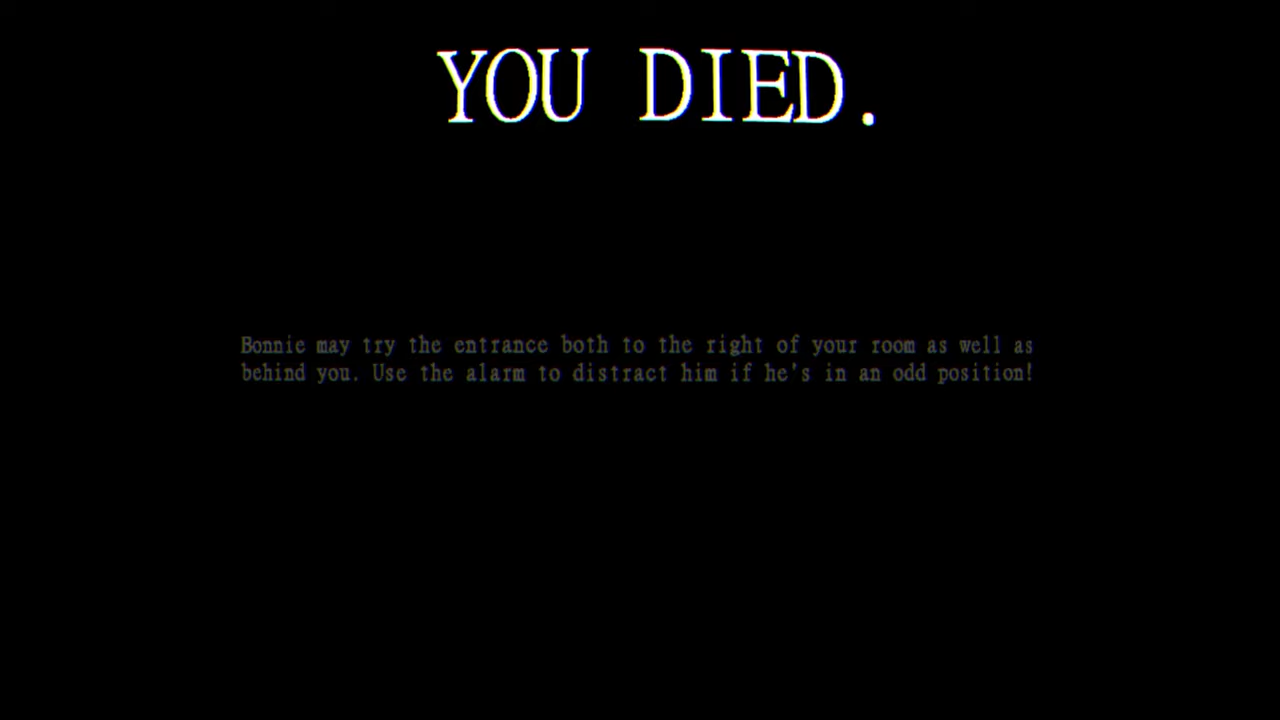 YOU DIED.
Bonnie may try the entrance both to the right of your room as well as
behind you. Use the alarm to distract him if he's in an odd position!